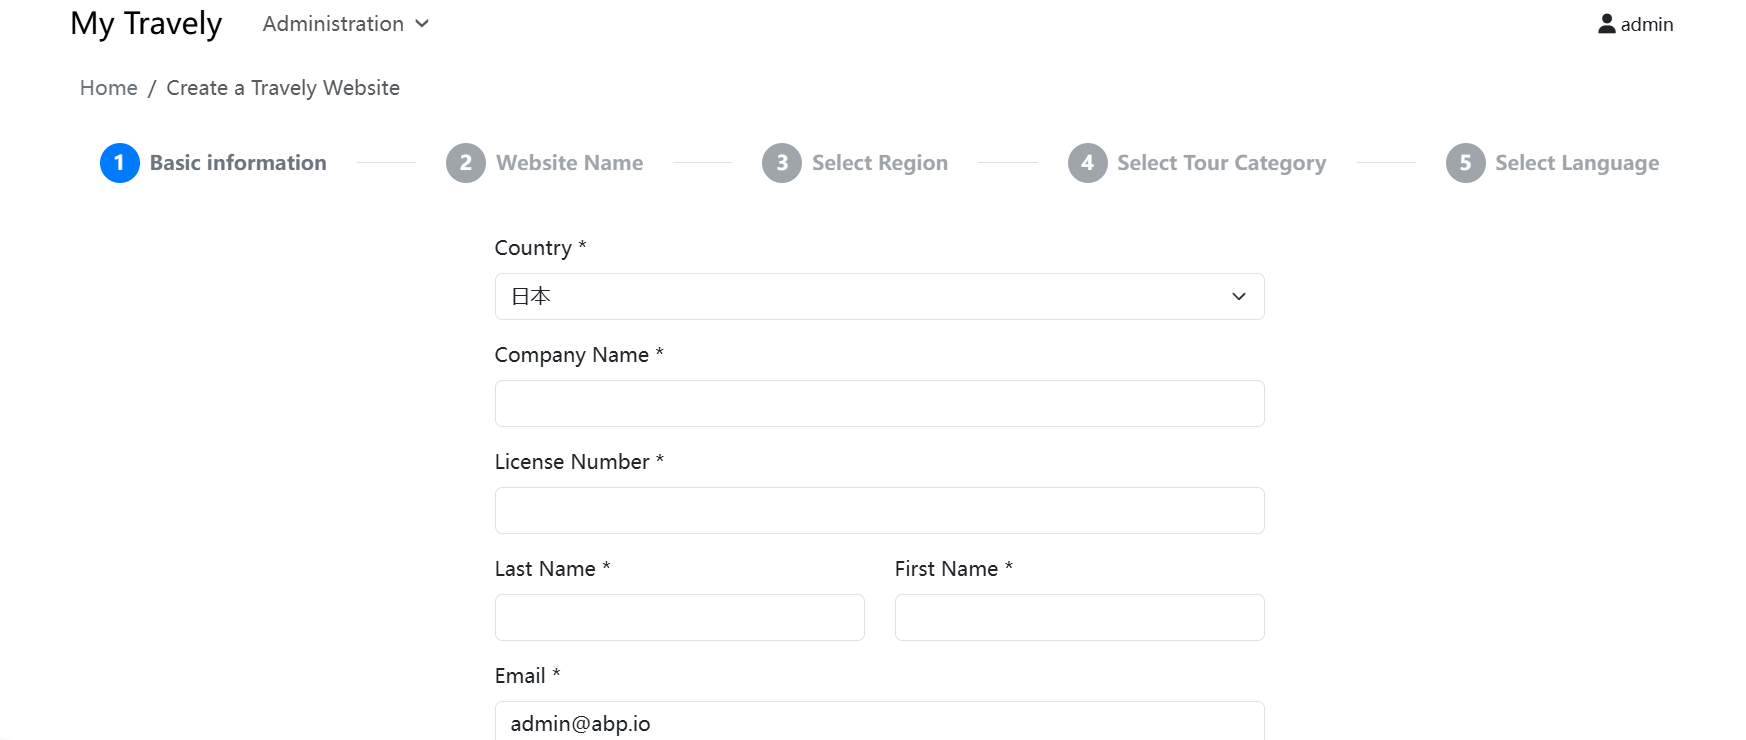 My Travely Administration admin
Home / Create a Travely Website
1 Basic information 2 Website Name 3 Select Region 4 Select Tour Category 5 Select Language
Country *
日本
Company Name *
License Number *
Last Name * First Name *
Email *
admin@abp.io